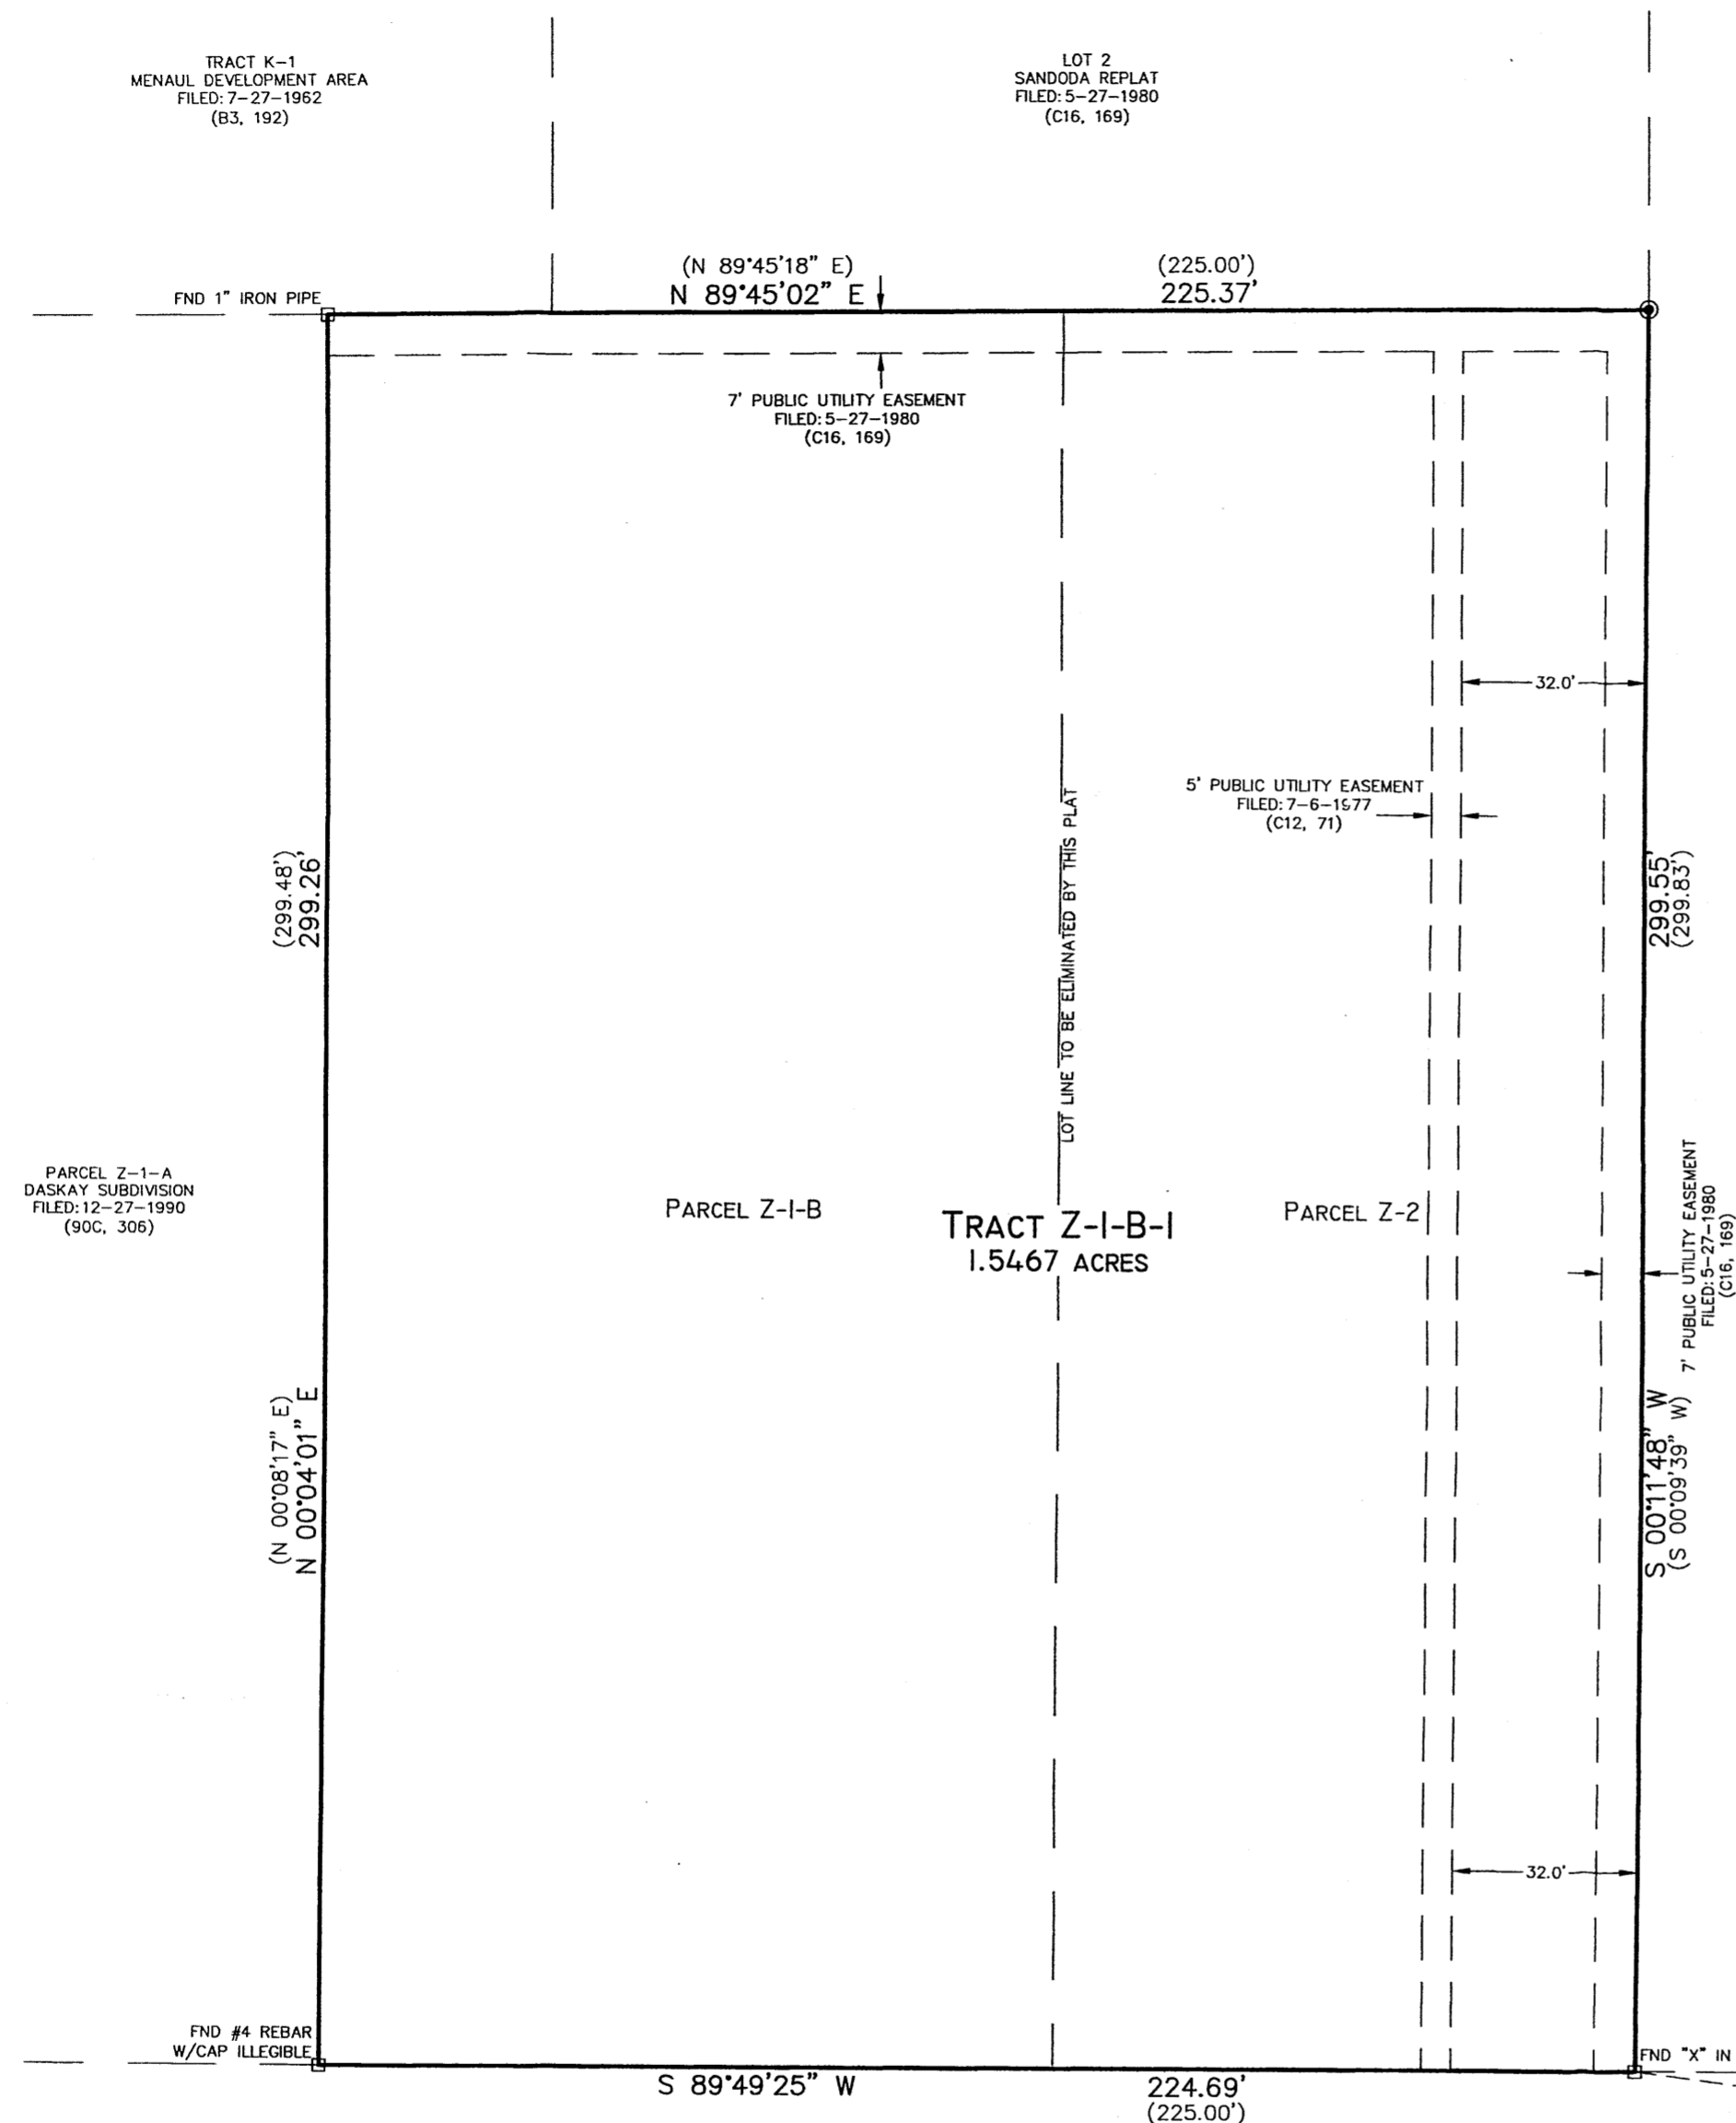 TRACT K-1
MENAUL DEVELOPMENT AREA
FILED: 7-27-1962
(B3, 192)
LOT 2
SANDODA REPLAT
FILED: 5-27-1980
(C16, 169)
(N 89°45'18" E)
N 89°45'02" E
(225.00')
225.37'
FND 1" IRON PIPE
7' PUBLIC UTILITY EASEMENT
FILED: 5-27-1980
(C16, 169)
32.0'
5' PUBLIC UTILITY EASEMENT
FILED: 7-6-1977
(C12, 71)
LOT LINE TO BE ELIMINATED BY THIS PLAT
(299.48')
299.26'
299.55'
(299.83')
PARCEL Z-1-A
DASKAY SUBDIVISION
FILED: 12-27-1990
(90C, 306)
PARCEL Z-1-B
TRACT Z-1-B-1
1.5467 ACRES
PARCEL Z-2
7' PUBLIC UTILITY EASEMENT
FILED: 5-27-1980
(C16, 169)
(N 00°08'17" E)
N 00°04'01" E
S 00°11'48" W
(S 00°09'39" W)
32.0'
FND #4 REBAR
W/CAP ILLEGIBLE
FND "X" IN
S 89°49'25" W
224.69'
(225.00')